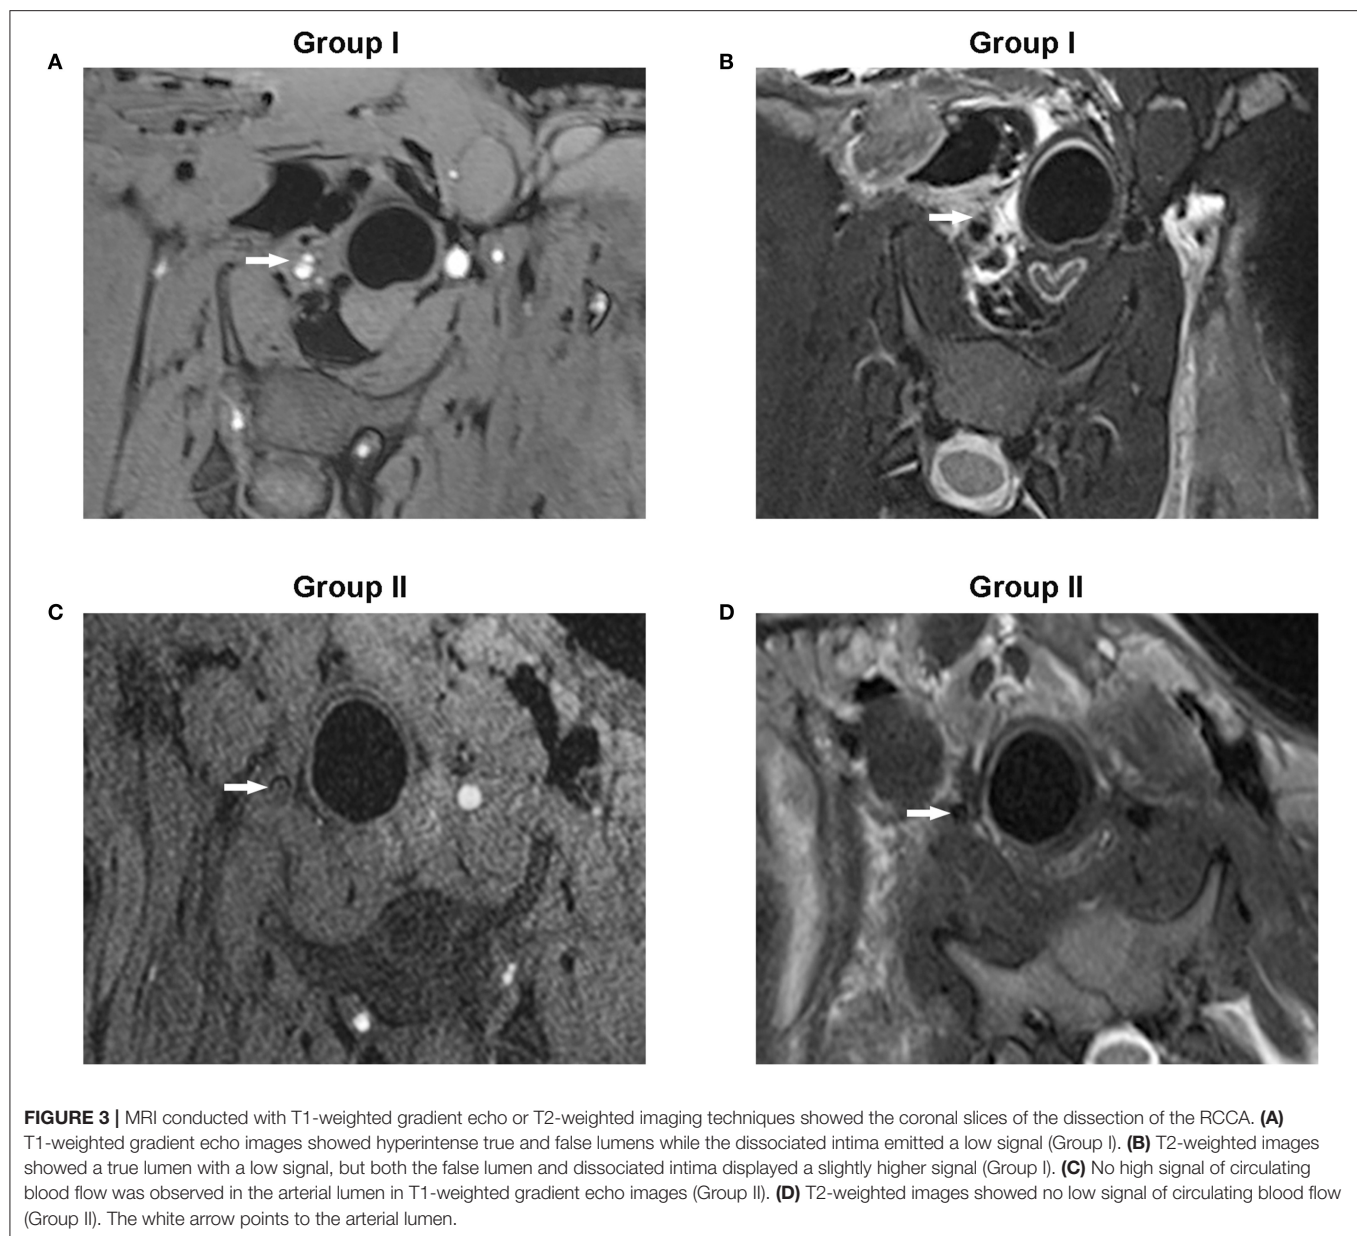 Group I
A
Group I
B
Group II
C
Group II
D
FIGURE 3 | MRI conducted with T1-weighted gradient echo or T2-weighted imaging techniques showed the coronal slices of the dissection of the RCCA. (A)
T1-weighted gradient echo images showed hyperintense true and false lumens while the dissociated intima emitted a low signal (Group I). (B) T2-weighted images
showed a true lumen with a low signal, but both the false lumen and dissociated intima displayed a slightly higher signal (Group I). (C) No high signal of circulating
blood flow was observed in the arterial lumen in T1-weighted gradient echo images (Group II). (D) T2-weighted images showed no low signal of circulating blood flow
(Group II). The white arrow points to the arterial lumen.